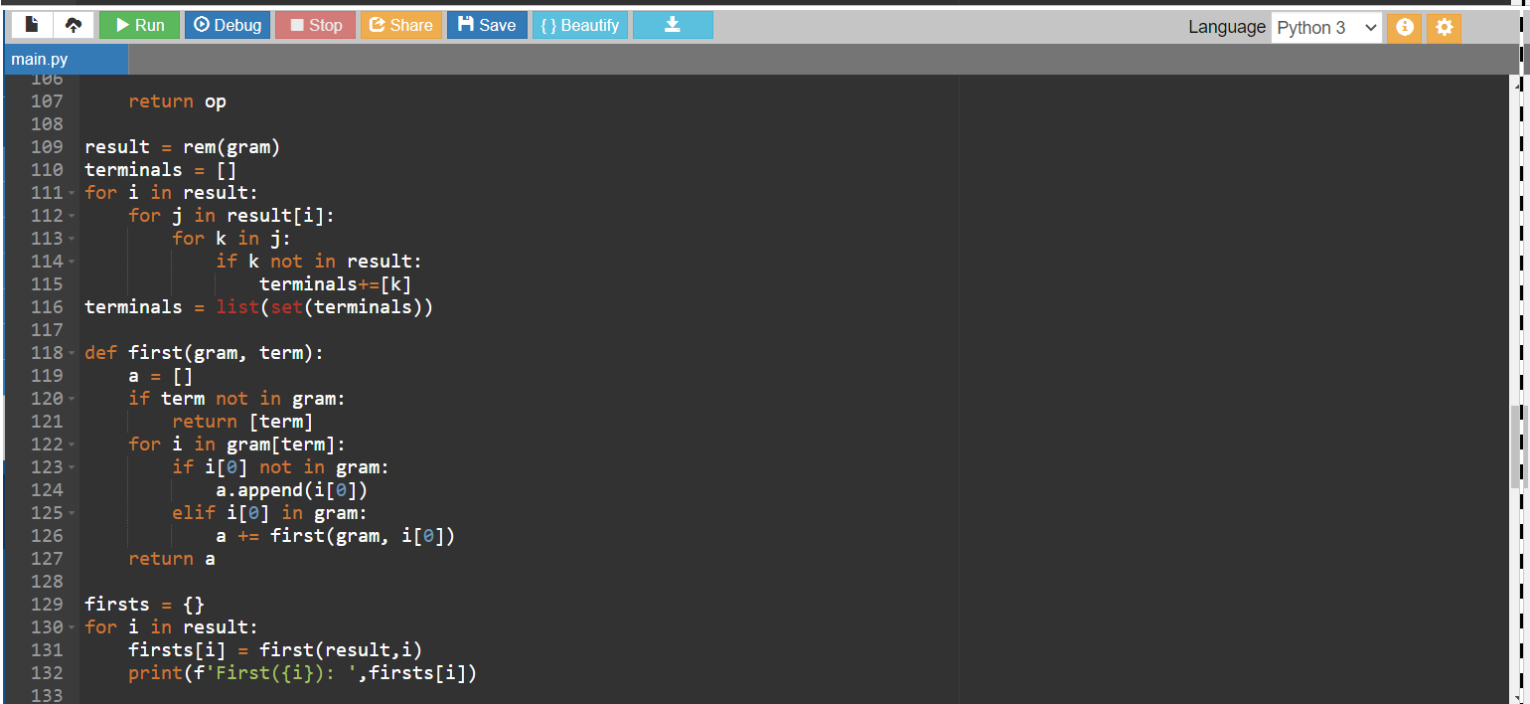 Run Debug Stop Share Save { } Beautify Language Python 3
main.py
106
107     return op
108
109 result = rem(gram)
110 terminals = []
111 for i in result:
112     for j in result[i]:
113         for k in j:
114             if k not in result:
115                 terminals+=[k]
116 terminals = list(set(terminals))
117
118 def first(gram, term):
119     a = []
120     if term not in gram:
121         return [term]
122     for i in gram[term]:
123         if i[0] not in gram:
124             a.append(i[0])
125         elif i[0] in gram:
126             a += first(gram, i[0])
127     return a
128
129 firsts = {}
130 for i in result:
131     firsts[i] = first(result,i)
132     print(f'First({i}): ',firsts[i])
133